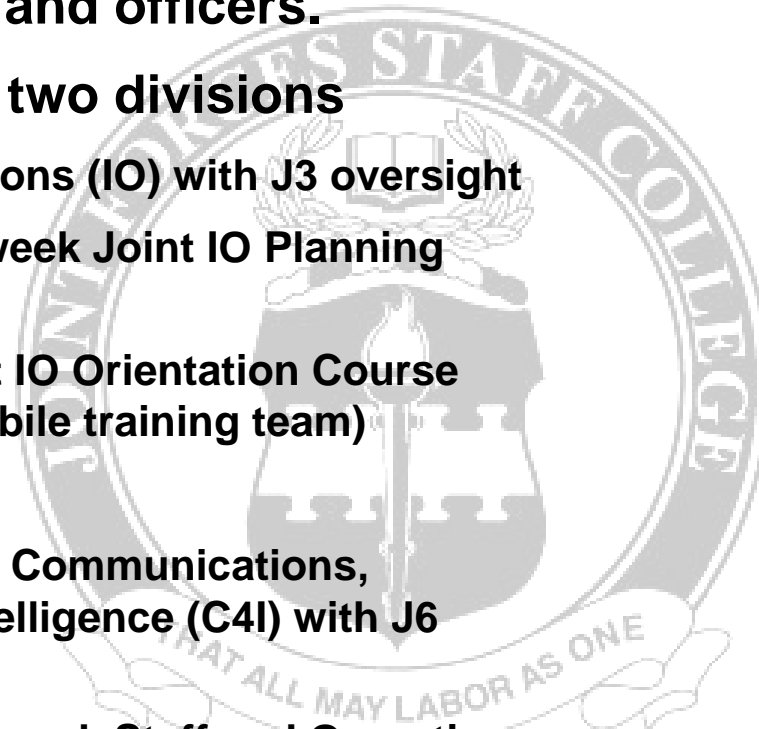 and officers.
two divisions
ons (IO) with J3 oversight
week Joint IO Planning
IO Orientation Course
bile training team)
Communications,
elligence (C4I) with J6
Staff
JOINT FORCES STAFF COLLEGE
THAT ALL MAY LABOR AS ONE